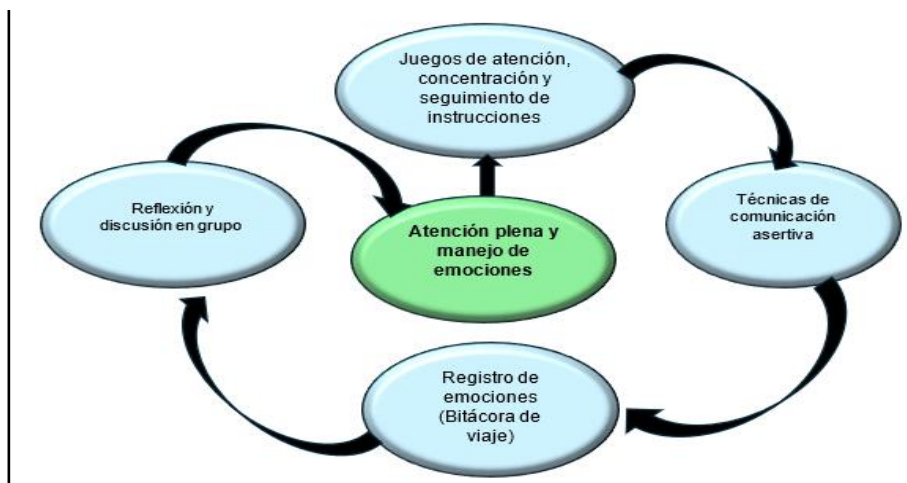 Juegos de atención,
concentración y
seguimiento de
instrucciones
Reflexión y
discusión en grupo
Atención plena y
manejo de
emociones
Técnicas de
comunicación
asertiva
Registro de
emociones
(Bitácora de
viaje)